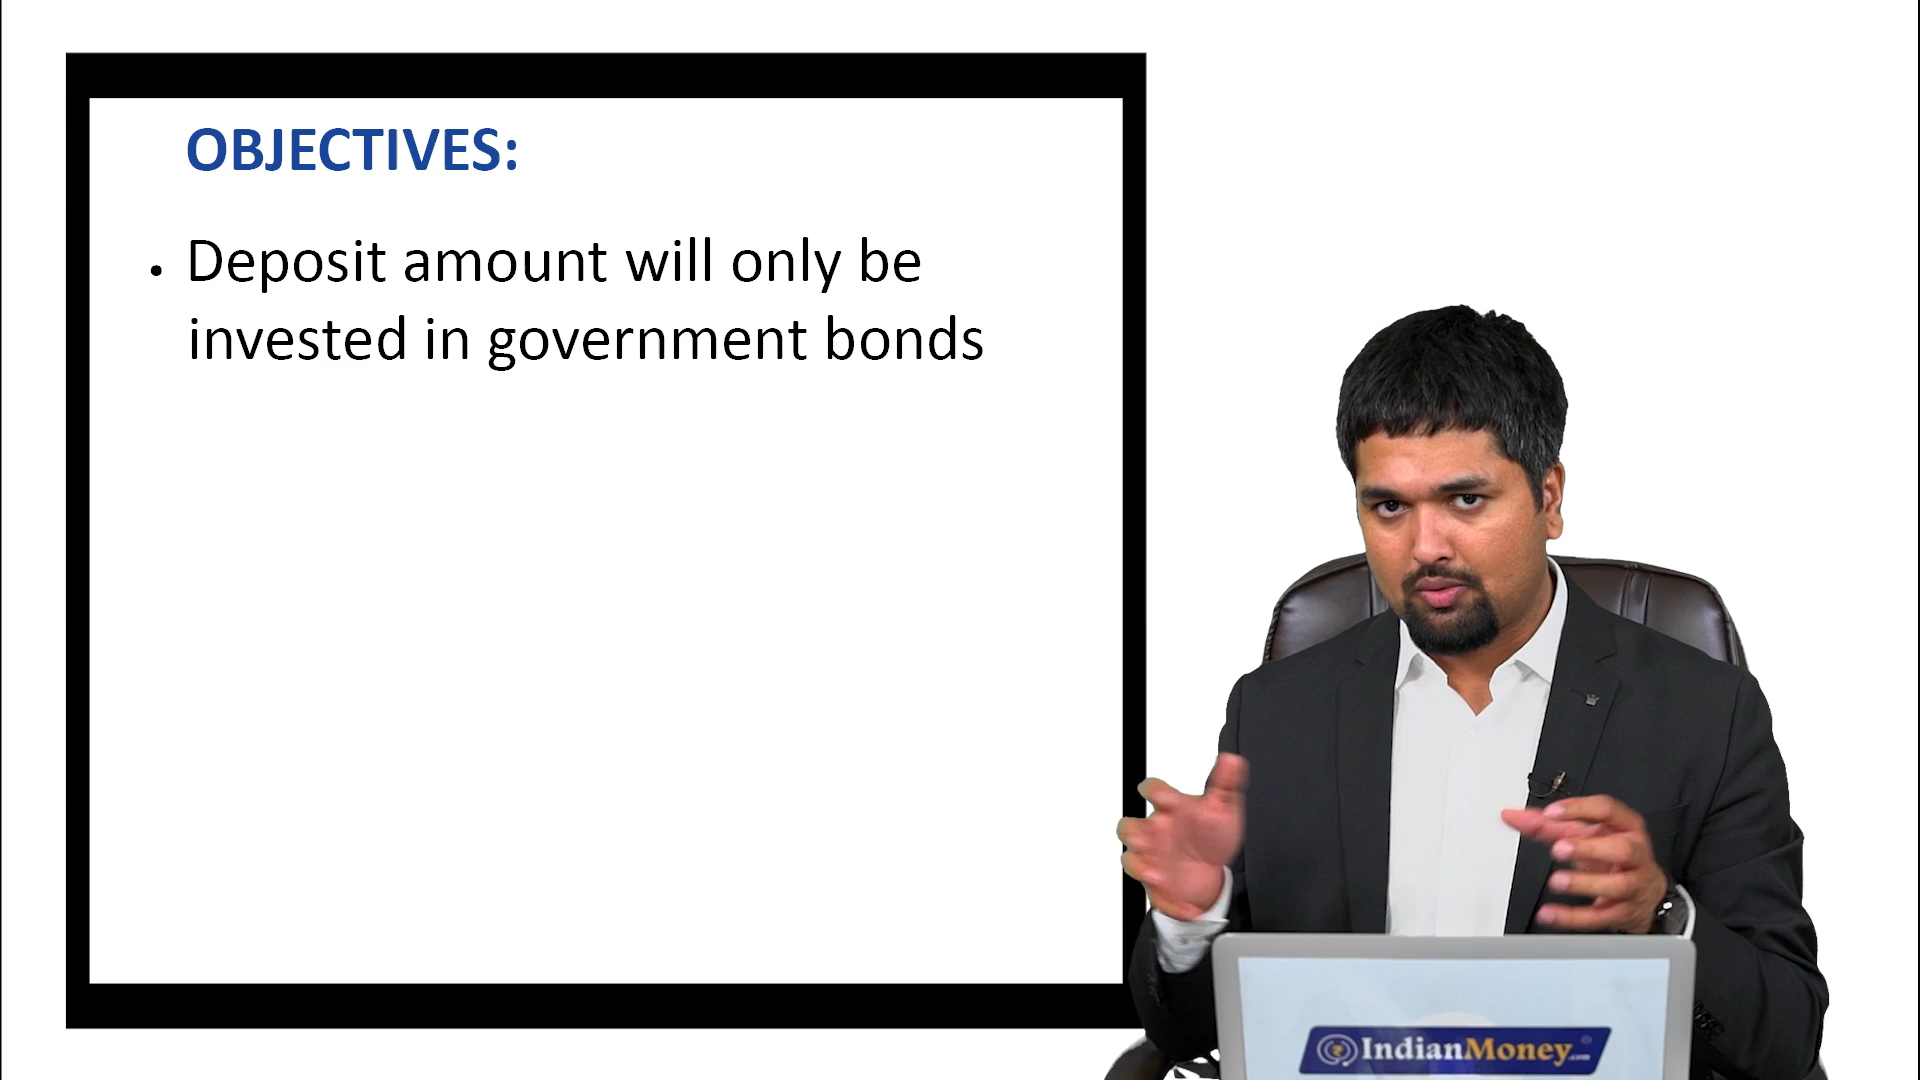 OBJECTIVES:
• Deposit amount will only be
invested in government bonds
IndianMoney.com